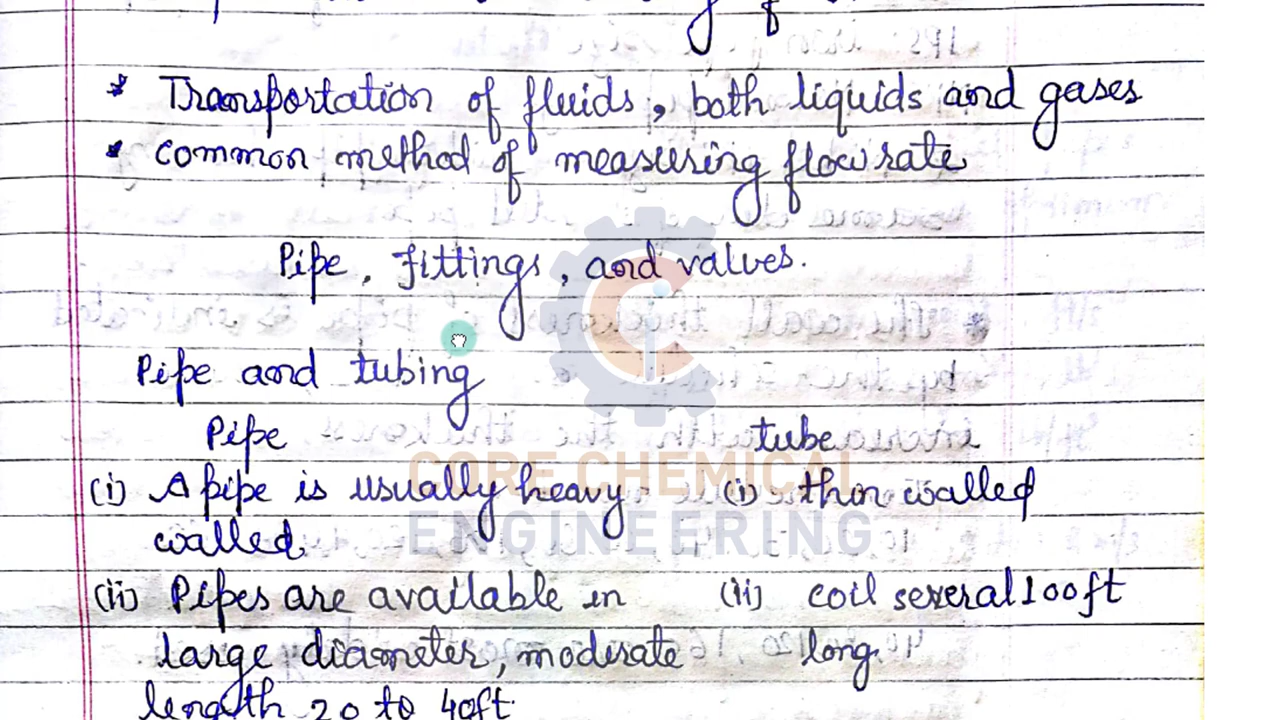 * Transportation of fluids, both liquids and gases
* common method of measuring flow rate
Pipe, fittings, and valves.
Pipe and tubing
Pipe tube
(i) A pipe is usually heavy (i) thin walled
walled
CORE CHEMICAL
ENGINEERING
(ii) Pipes are available in (ii) coil several 100ft
large diameter, moderate long.
length 20 to 40ft.